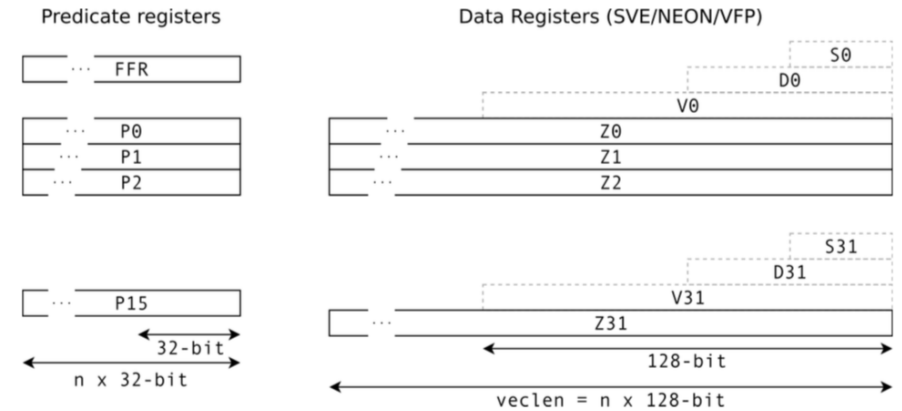 Predicate registers
Data Registers (SVE/NEON/VFP)
S0
... FFR
D0
V0
... P0
... Z0
... P1
... Z1
... P2
... Z2
S31
D31
... P15
V31
... Z31
32-bit
128-bit
n x 32-bit
veclen = n x 128-bit